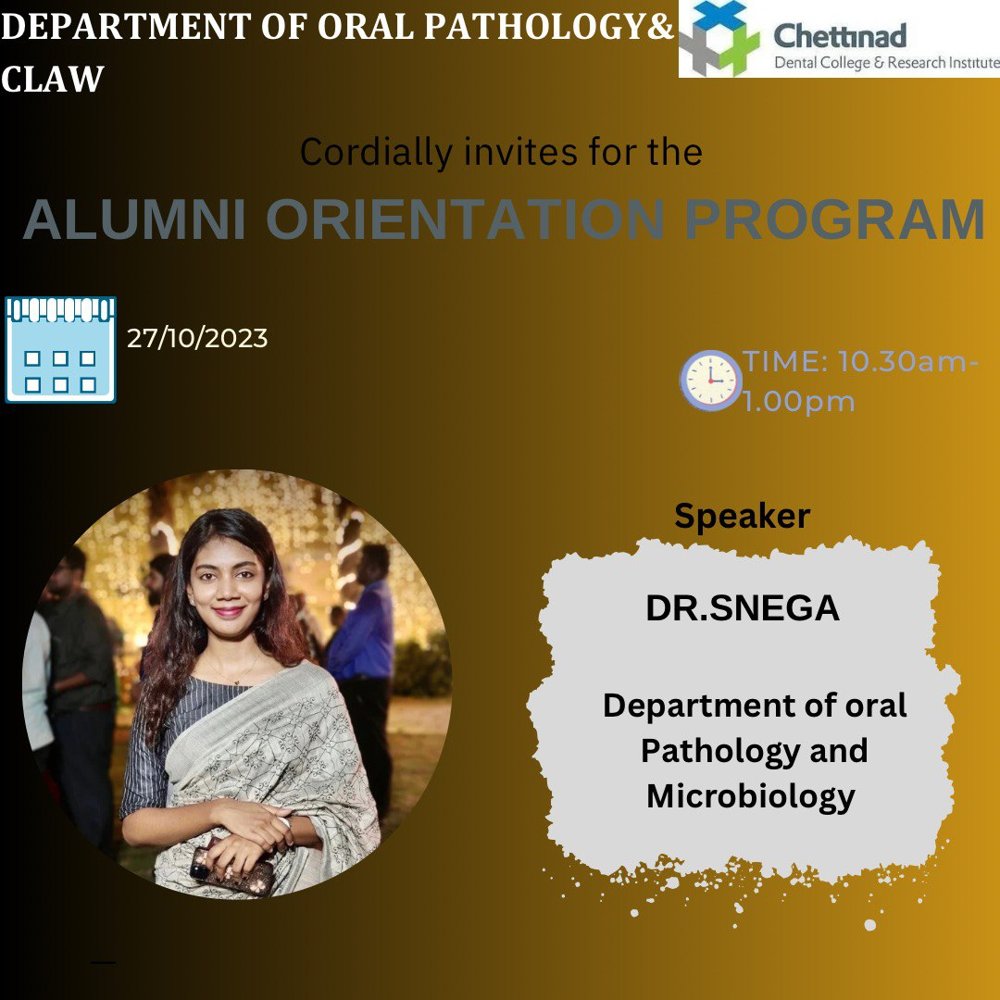 DEPARTMENT OF ORAL PATHOLOGY&
CLAW
Chettinad
Dental College & Research Institute
Cordially invites for the
ALUMNI ORIENTATION PROGRAM
27/10/2023
TIME: 10.30am-
1.00pm
Speaker
DR.SNEGA
Department of oral
Pathology and
Microbiology